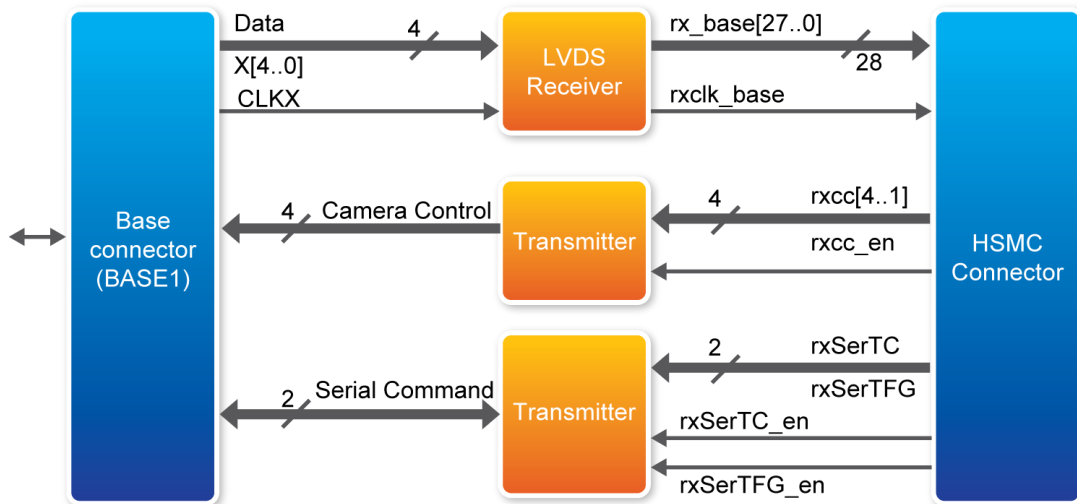 Data
4
X[4..0]
CLKX
LVDS
Receiver
rx_base[27..0]
28
rxclk_base
Base
connector
(BASE1)
4
Camera Control
Transmitter
4
rxcc[4..1]
rxcc_en
HSMC
Connector
2
Serial Command
Transmitter
2
rxSerTC
rxSerTFG
rxSerTC_en
rxSerTFG_en